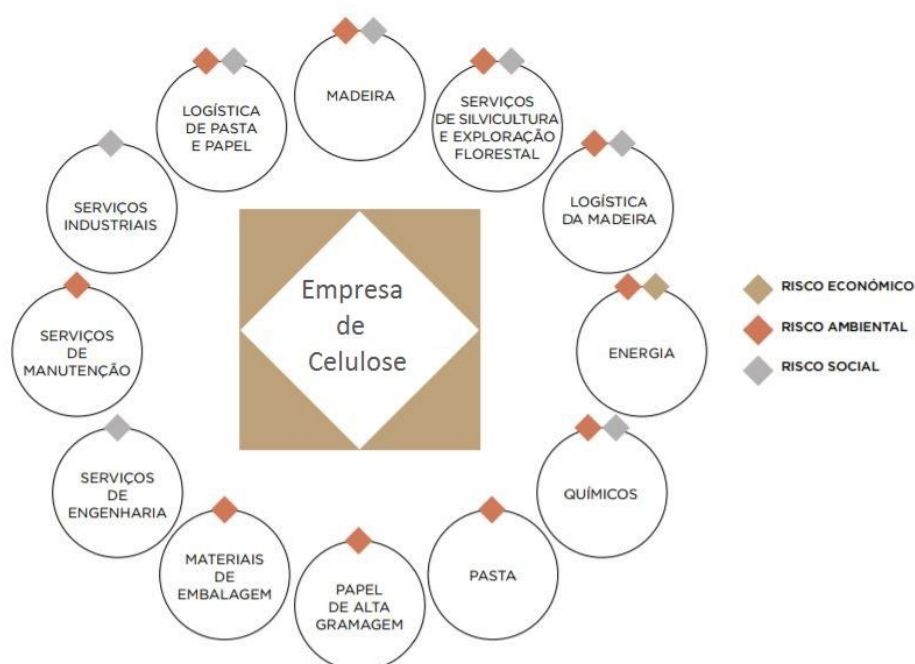 MADEIRA
SERVIÇOS
DE SILVICULTURA
E EXPLORAÇÃO
FLORESTAL
LOGÍSTICA
DA MADEIRA
ENERGIA
QUÍMICOS
PASTA
PAPEL
DE ALTA
GRAMAGEM
MATERIAIS
DE
EMBALAGEM
SERVIÇOS
DE
ENGENHARIA
SERVIÇOS
DE
MANUTENÇÃO
SERVIÇOS
INDUSTRIAIS
LOGÍSTICA
DE PASTA
E PAPEL
Empresa
de
Celulose
RISCO ECONÓMICO
RISCO AMBIENTAL
RISCO SOCIAL